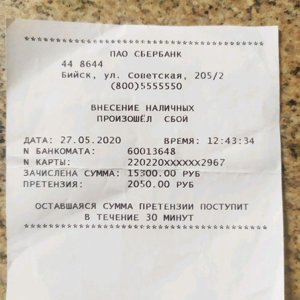 ************************************
ПАО СБЕРБАНК
44 8644
Бийск, ул. Советская, 205/2
(800)5555550
ВНЕСЕНИЕ НАЛИЧНЫХ
ПРОИЗОШЁЛ СБОЙ
ДАТА: 27.05.2020 ВРЕМЯ: 12:43:34
N БАНКОМАТА: 60013648
N КАРТЫ: 220220XXXXXX2967
ЗАЧИСЛЕНА СУММА: 15300.00 РУБ
ПРЕТЕНЗИЯ: 2050.00 РУБ
ОСТАВШАЯСЯ СУММА ПРЕТЕНЗИИ ПОСТУПИТ
В ТЕЧЕНИЕ 30 МИНУТ
************************************